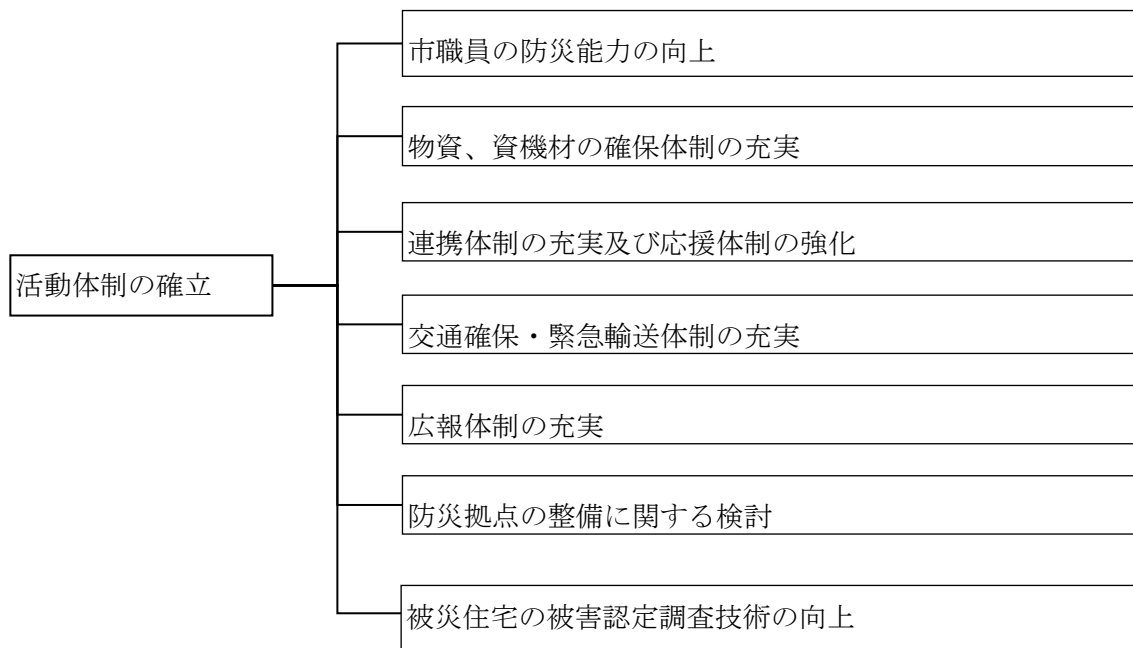 市職員の防災能力の向上
物資、資機材の確保体制の充実
連携体制の充実及び応援体制の強化
活動体制の確立
交通確保・緊急輸送体制の充実
広報体制の充実
防災拠点の整備に関する検討
被災住宅の被害認定調査技術の向上